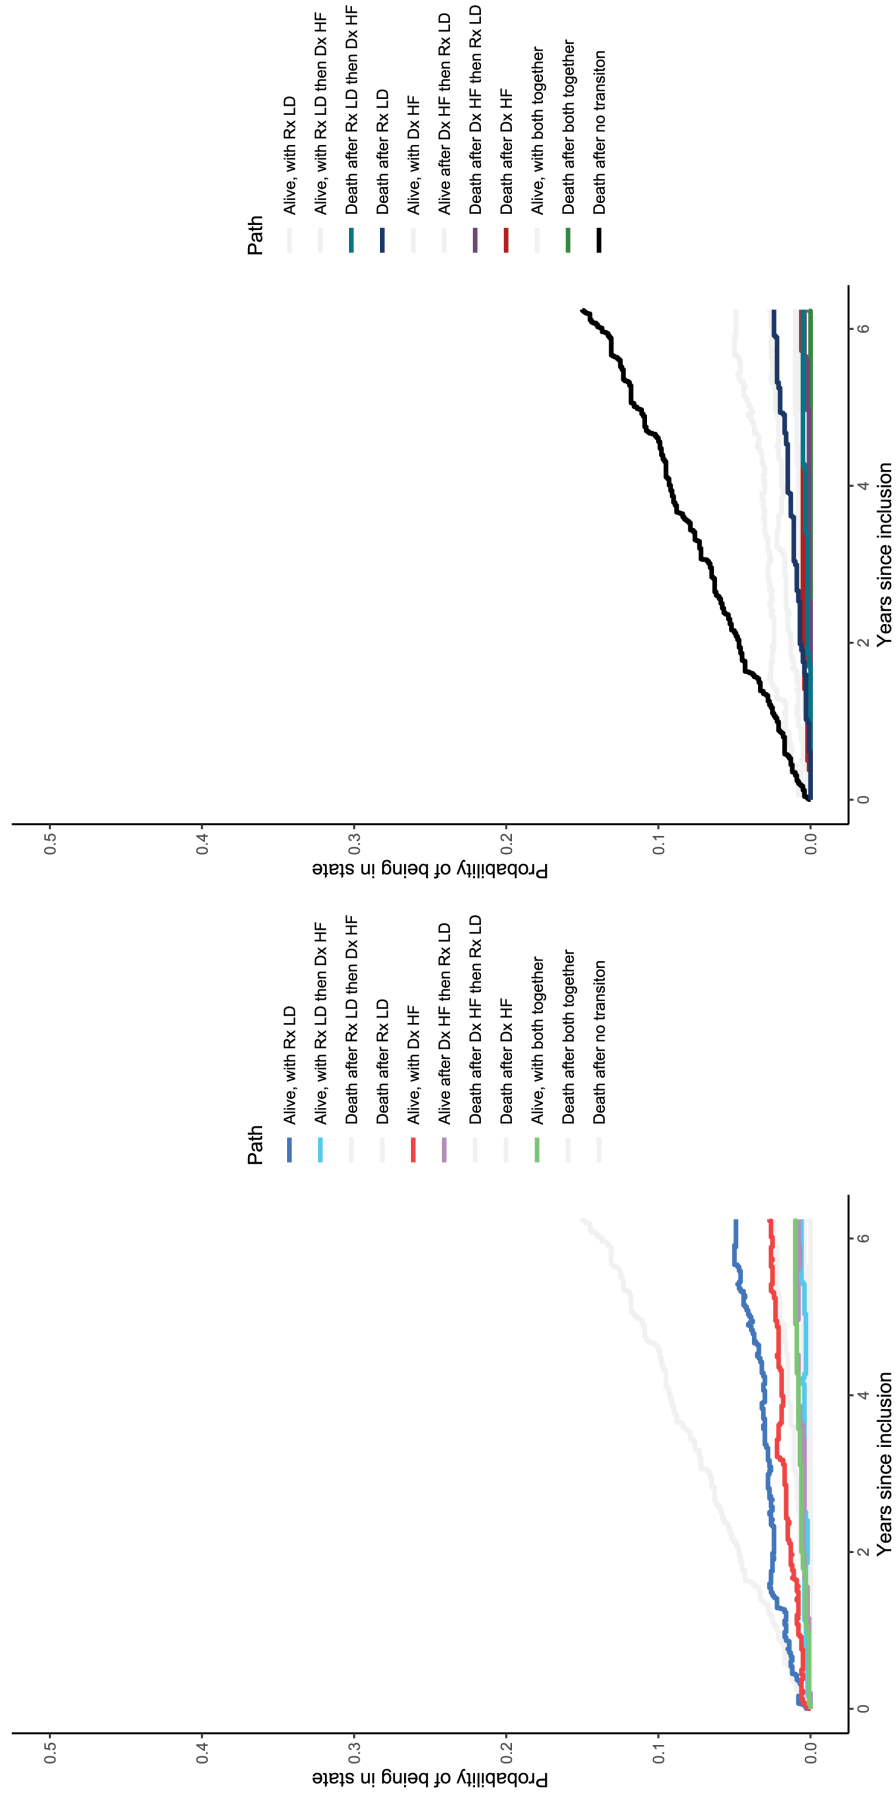 0.5
0.4
0.3
0.2
0.1
0.0
Probability of being in state
0
2
4
6
Years since inclusion
Path
Alive, with Rx LD
Alive, with Rx LD then Dx HF
Death after Rx LD then Dx HF
Death after Rx LD
Alive, with Dx HF
Alive after Dx HF then Rx LD
Death after Dx HF then Rx LD
Death after Dx HF
Alive, with both together
Death after both together
Death after no transiton
0.5
0.4
0.3
0.2
0.1
0.0
Probability of being in state
0
2
4
6
Years since inclusion
Path
Alive, with Rx LD
Alive, with Rx LD then Dx HF
Death after Rx LD then Dx HF
Death after Rx LD
Alive, with Dx HF
Alive after Dx HF then Rx LD
Death after Dx HF then Rx LD
Death after Dx HF
Alive, with both together
Death after both together
Death after no transiton